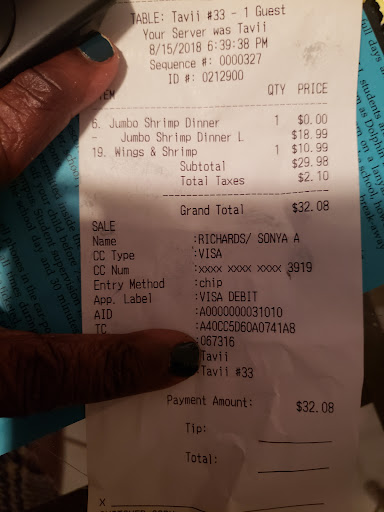 TABLE: Tavii #33 - 1 Guest
Your Server was Tavii
8/15/2018 6:39:38 PM
Sequence #: 0000327
ID #: 0212900
TEM QTY PRICE
6. Jumbo Shrimp Dinner 1 $0.00
- Jumbo Shrimp Dinner L $18.99
19. Wings & Shrimp 1 $10.99
Subtotal $29.98
Total Taxes $2.10
Grand Total $32.08
SALE
Name :RICHARDS/ SONYA A
CC Type :VISA
CC Num :xxxx xxxx xxxx 3919
Entry Method :chip
App. Label :VISA DEBIT
AID :A0000000031010
TC :A40CC5D60A0741A8
:067316
Tavii
Tavii #33
Payment Amount: $32.08
Tip:
Total:
X